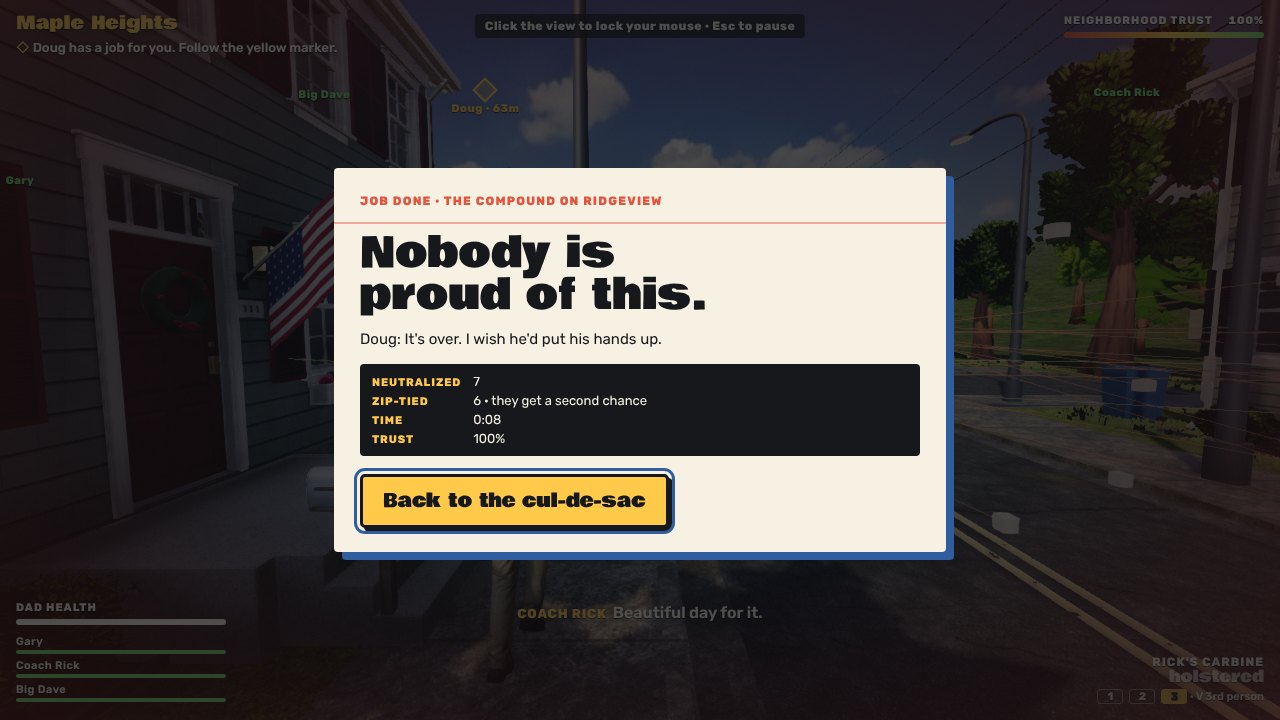 Maple Heights
Doug has a job for you. Follow the yellow marker.
Click the view to lock your mouse • Esc to pause
NEIGHBORHOOD TRUST 100%
Big Dave
Doug • 63m
Coach Rick
Gary
311
JOB DONE • THE COMPOUND ON RIDGEVIEW
Nobody is
proud of this.
Doug: It's over. I wish he'd put his hands up.
NEUTRALIZED 7
ZIP-TIED 6 • they get a second chance
TIME 0:08
TRUST 100%
Back to the cul-de-sac
COACH RICK Beautiful day for it.
DAD HEALTH
Gary
Coach Rick
Big Dave
RICK'S CARBINE
holstered
1 2 3 • V 3rd person